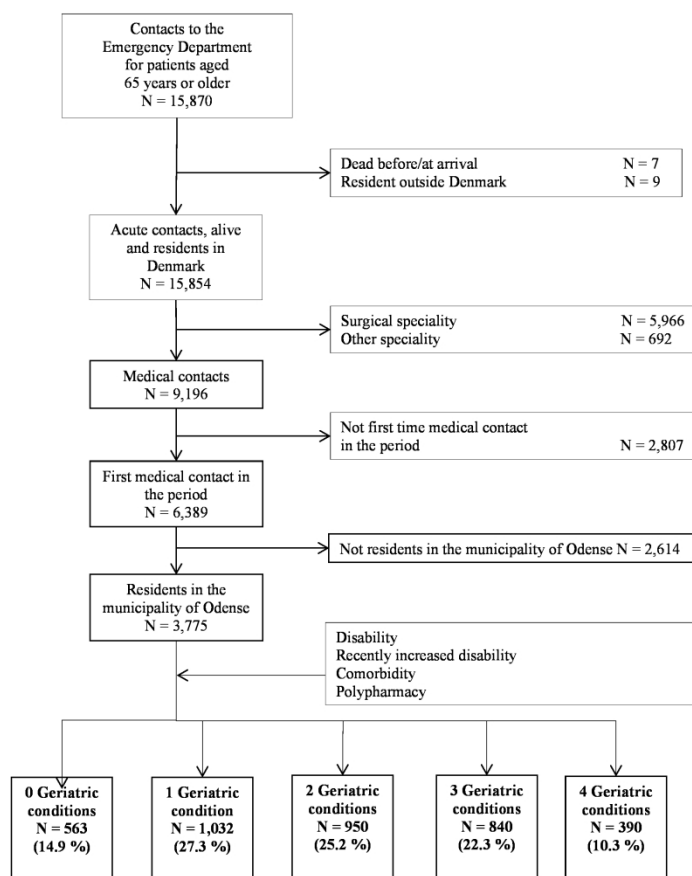 Contacts to the
Emergency Department
for patients aged
65 years or older
N = 15,870
Dead before/at arrival N = 7
Resident outside Denmark N = 9
Acute contacts, alive
and residents in
Denmark
N = 15,854
Surgical speciality N = 5,966
Other speciality N = 692
Medical contacts
N = 9,196
Not first time medical contact
in the period N = 2,807
First medical contact in
the period
N = 6,389
Not residents in the municipality of Odense N = 2,614
Residents in the
municipality of Odense
N = 3,775
Disability
Recently increased disability
Comorbidity
Polypharmacy
0 Geriatric
conditions
N = 563
(14.9 %)
1 Geriatric
condition
N = 1,032
(27.3 %)
2 Geriatric
conditions
N = 950
(25.2 %)
3 Geriatric
conditions
N = 840
(22.3 %)
4 Geriatric
conditions
N = 390
(10.3 %)